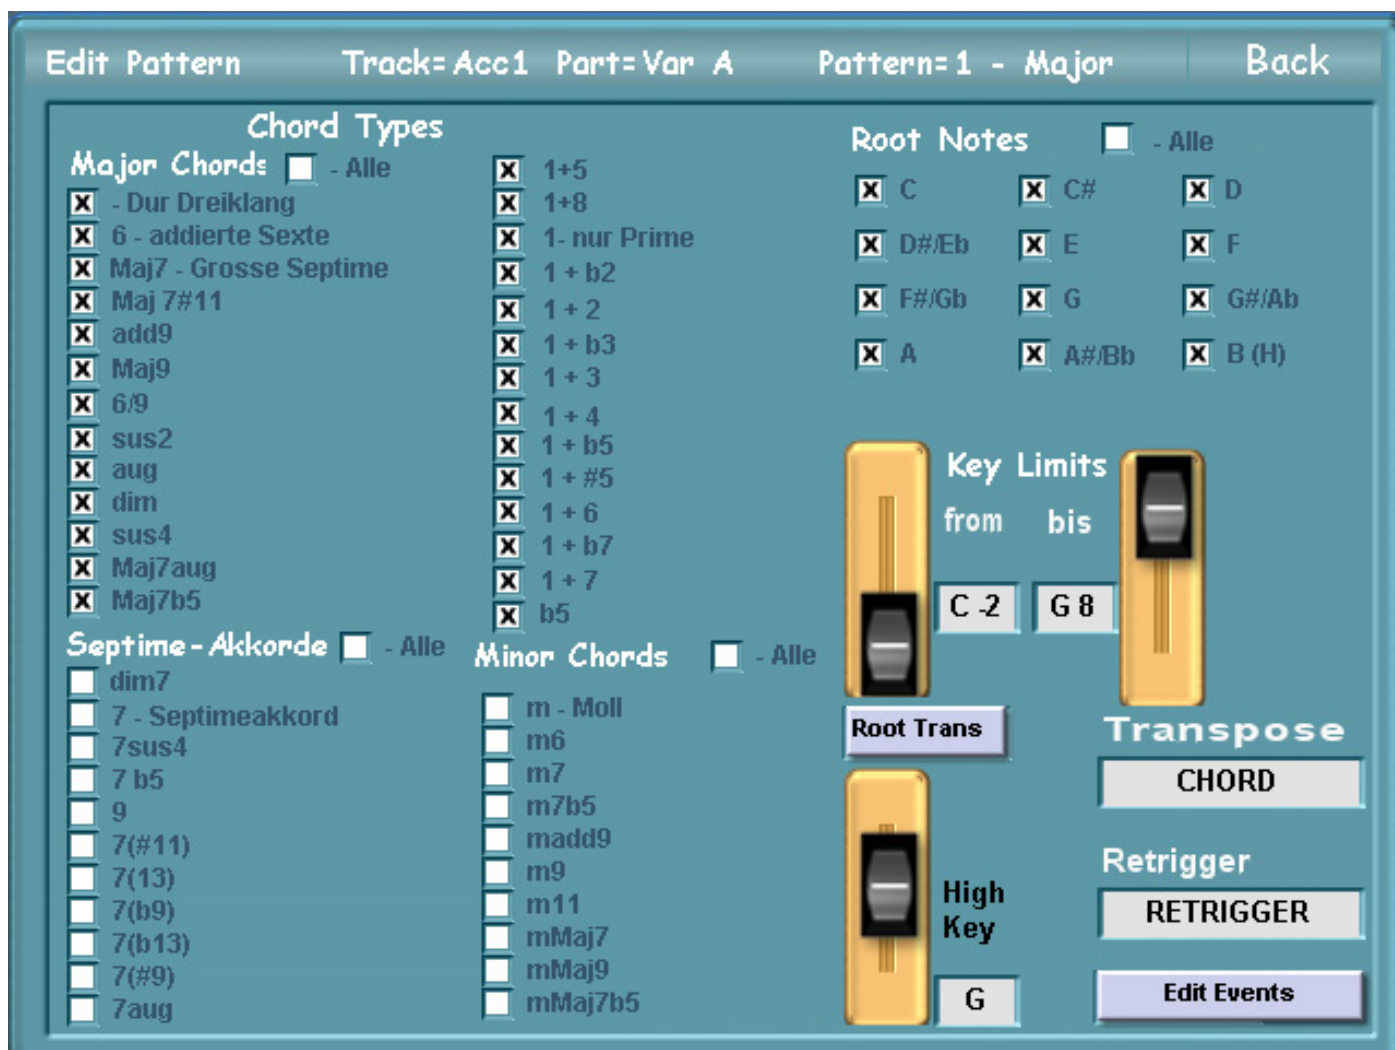 Edit Pattern Track=Acc1 Part=Var A Pattern=1 - Major Back
Chord Types
Major Chords - Alle
- Dur Dreiklang
6 - addierte Sexte
Maj7 - Grosse Septime
Maj 7#11
add9
Maj9
6/9
sus2
aug
dim
sus4
Maj7aug
Maj7b5
1+5
1+8
1- nur Prime
1 + b2
1 + 2
1 + b3
1 + 3
1 + 4
1 + b5
1 + #5
1 + 6
1 + b7
1 + 7
b5
Septime-Akkorde - Alle
dim7
7 - Septimeakkord
7sus4
7 b5
9
7(#11)
7(13)
7(b9)
7(b13)
7(#9)
7aug
Minor Chords - Alle
m - Moll
m6
m7
m7b5
madd9
m9
m11
mMaj7
mMaj9
mMaj7b5
Root Notes - Alle
C C# D
D#/Eb E F
F#/Gb G G#/Ab
A A#/Bb B (H)
Key Limits
from bis
C -2 G 8
Root Trans
High
Key
G
Transpose
CHORD
Retrigger
RETRIGGER
Edit Events